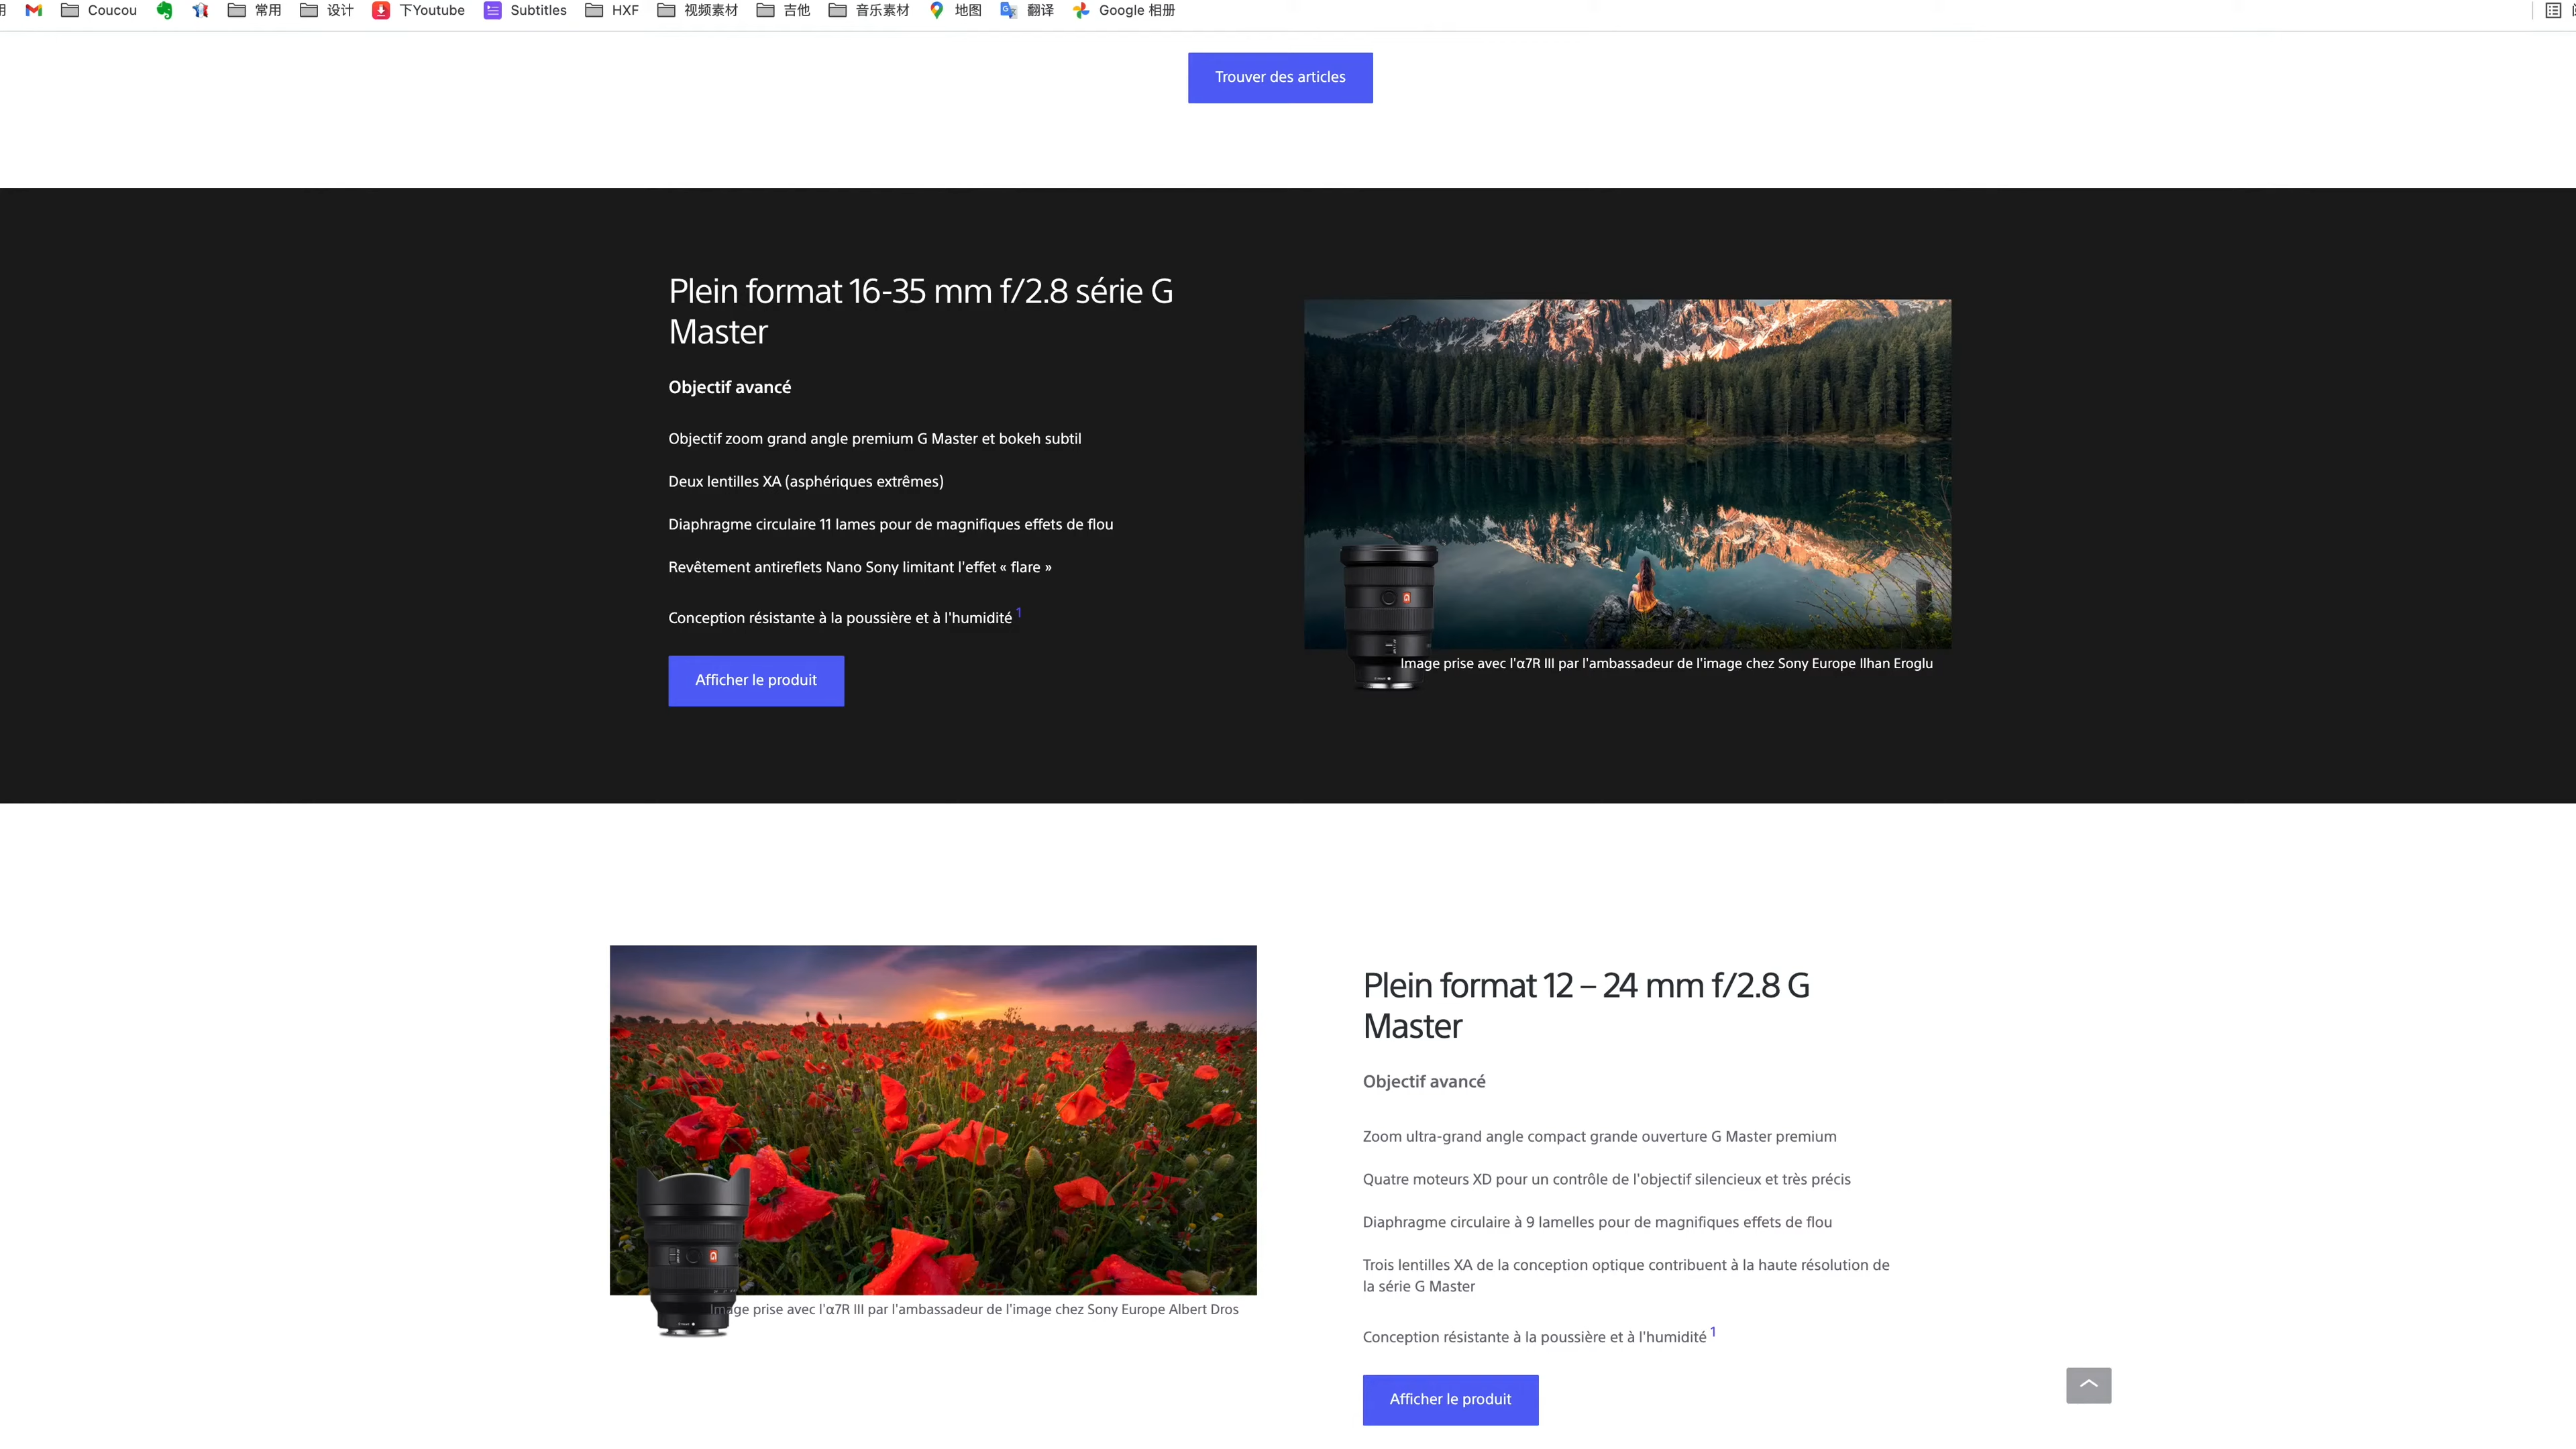 Coucou
常用
设计
下Youtube
Subtitles
HXF
视频素材
吉他
音乐素材
地图
翻译
Google 相册
Trouver des articles
Plein format 16-35 mm f/2.8 série G
Master
Objectif avancé
Objectif zoom grand angle premium G Master et bokeh subtil
Deux lentilles XA (asphériques extrêmes)
Diaphragme circulaire 11 lames pour de magnifiques effets de flou
Revêtement antireflets Nano Sony limitant l'effet « flare »
Conception résistante à la poussière et à l'humidité 1
Afficher le produit
Image prise avec l'α7R III par l'ambassadeur de l'image chez Sony Europe Ilhan Eroglu
Image prise avec l'α7R III par l'ambassadeur de l'image chez Sony Europe Albert Dros
Plein format 12 – 24 mm f/2.8 G
Master
Objectif avancé
Zoom ultra-grand angle compact grande ouverture G Master premium
Quatre moteurs XD pour un contrôle de l'objectif silencieux et très précis
Diaphragme circulaire à 9 lamelles pour de magnifiques effets de flou
Trois lentilles XA de la conception optique contribuent à la haute résolution de
la série G Master
Conception résistante à la poussière et à l'humidité 1
Afficher le produit